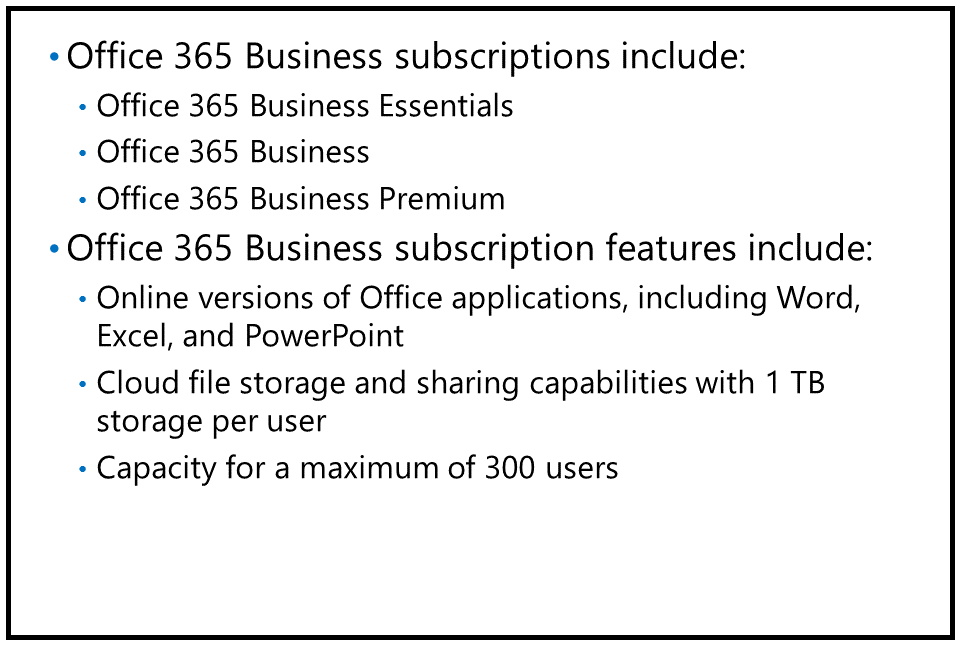 • Office 365 Business subscriptions include:
• Office 365 Business Essentials
• Office 365 Business
• Office 365 Business Premium
• Office 365 Business subscription features include:
• Online versions of Office applications, including Word,
Excel, and PowerPoint
• Cloud file storage and sharing capabilities with 1 TB
storage per user
• Capacity for a maximum of 300 users